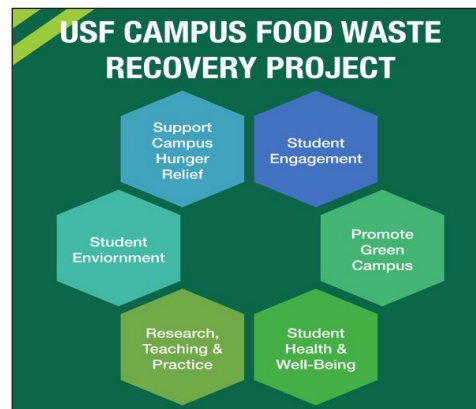 USF CAMPUS FOOD WASTE
RECOVERY PROJECT
Support
Campus
Hunger
Relief
Student
Engagement
Student
Enviornment
Promote
Green
Campus
Research,
Teaching &
Practice
Student
Health &
Well-Being